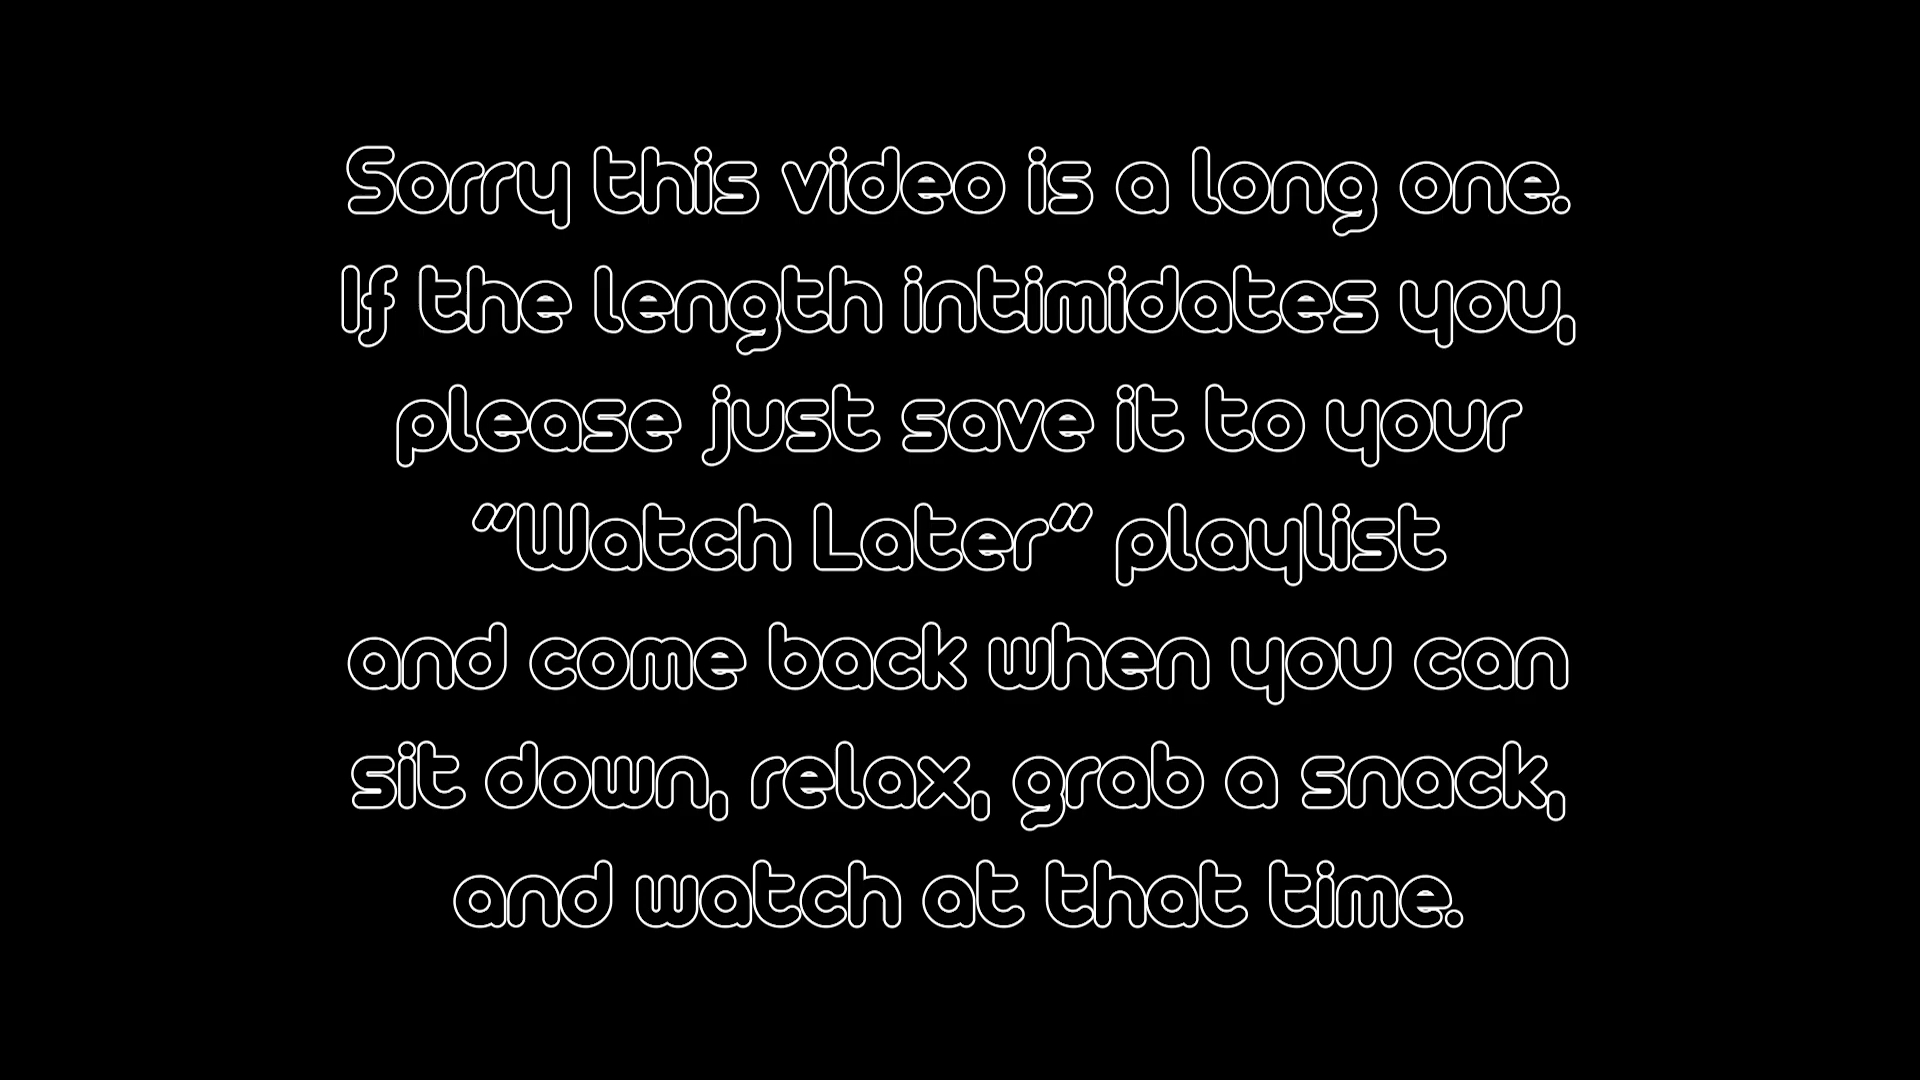 Sorry this video is a long one.
If the length intimidates you,
please just save it to your
"Watch Later" playlist
and come back when you can
sit down, relax, grab a snack,
and watch at that time.